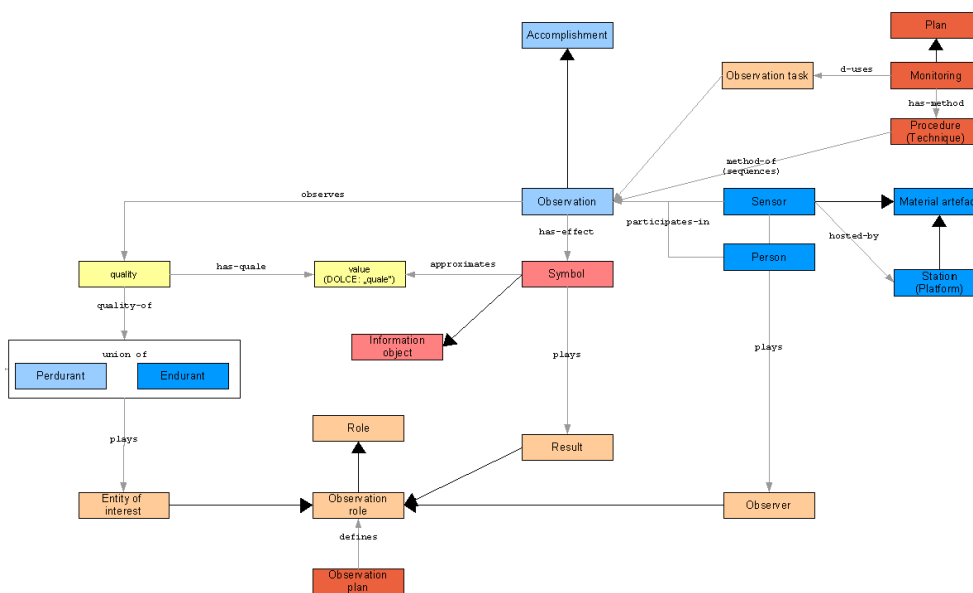 Plan
Accomplishment
Observation task
d-uses
Monitoring
has-method
Procedure
(Technique)
method-of
(sequences)
observes
Observation
Sensor
Material artefac
participates-in
has-effect
hosted-by
Person
quality
has-quale
value
(DOLCE: „quale")
approximates
Symbol
Station
(Platform)
quality-of
Information
object
union of
plays
plays
Perdurant
Endurant
Role
plays
Result
Entity of
interest
Observation
role
Observer
defines
Observation
plan